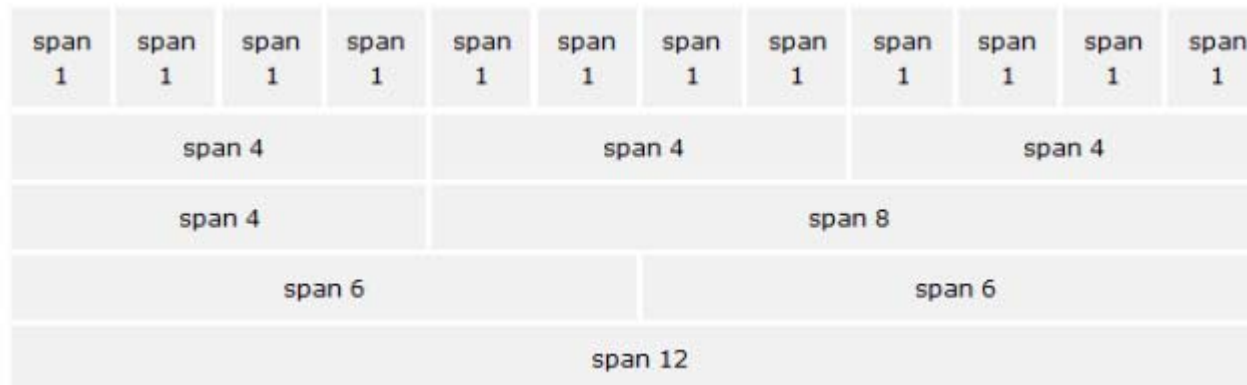 span span span span span span span span span span span span
1 1 1 1 1 1 1 1 1 1 1 1
span 4 span 4 span 4
span 4 span 8
span 6 span 6
span 12